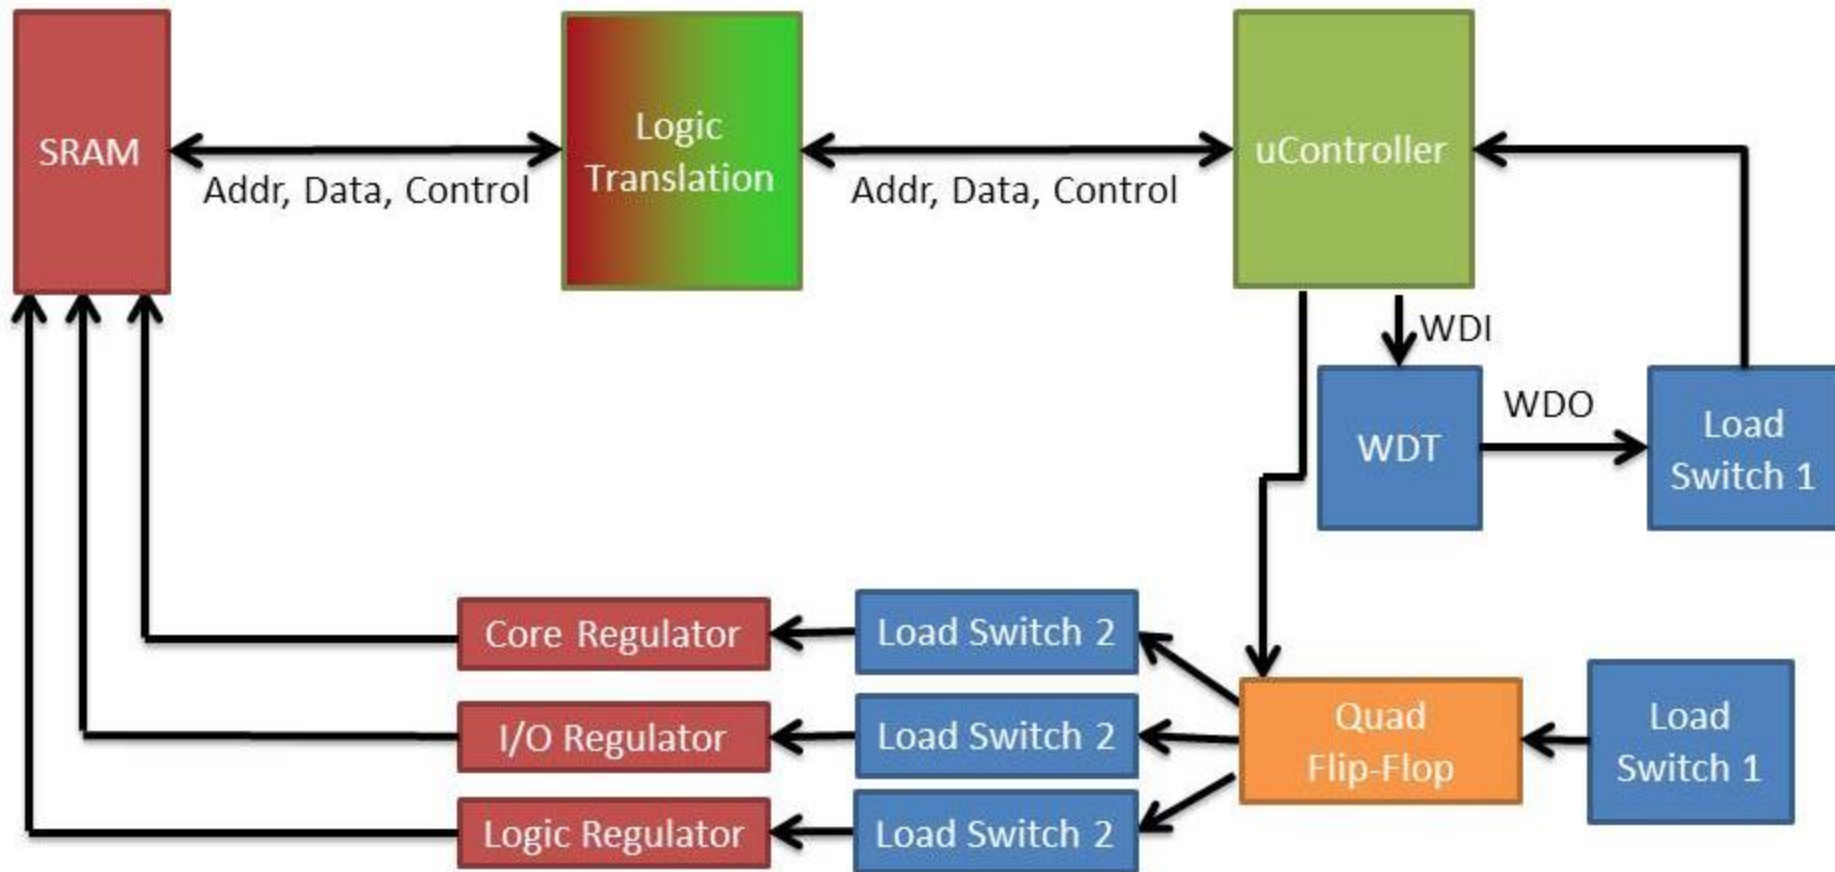 SRAM
Addr, Data, Control
Logic
Translation
Addr, Data, Control
uController
WDI
WDT
WDO
Load
Switch 1
Core Regulator
Load Switch 2
I/O Regulator
Load Switch 2
Logic Regulator
Load Switch 2
Quad
Flip-Flop
Load
Switch 1